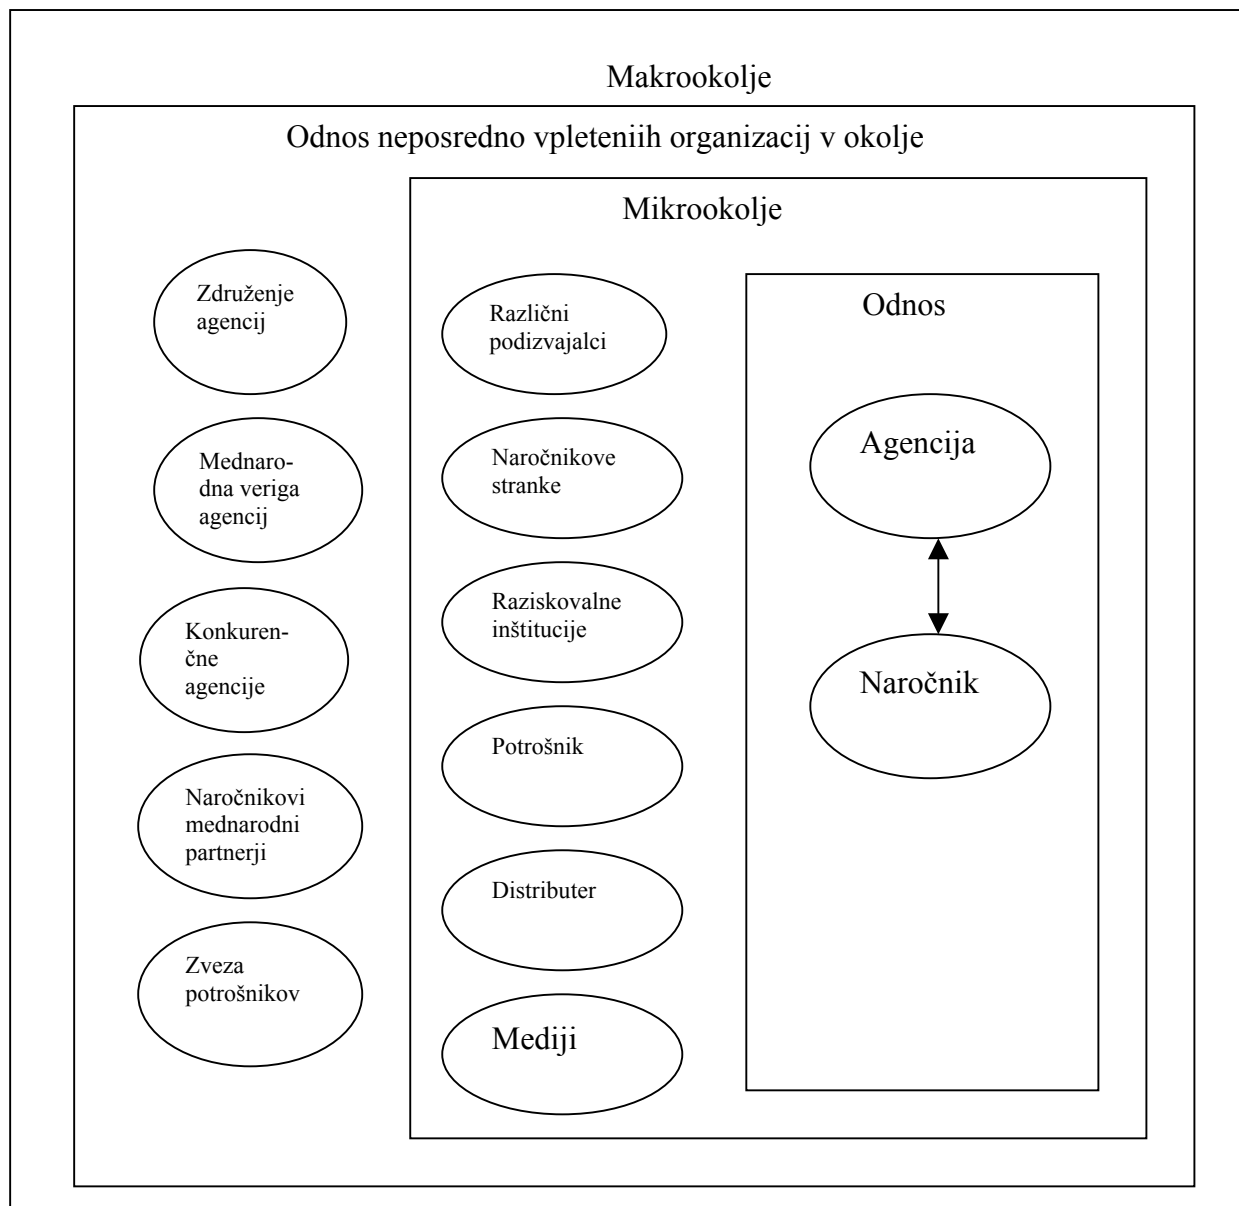 Makrookolje
Odnos neposredno vpleteniih organizacij v okolje
Mikrookolje
Združenje
agencij
Mednaro-
dna veriga
agencij
Konkuren-
čne
agencije
Naročnikovi
mednarodni
partnerji
Zveza
potrošnikov
Različni
podizvajalci
Naročnikove
stranke
Raziskovalne
inštitucije
Potrošnik
Distributer
Mediji
Odnos
Agencija
Naročnik